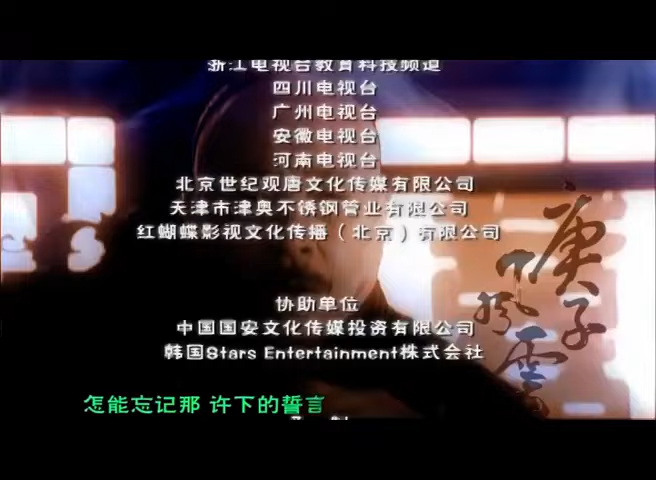 浙江电视台教育科技频道
四川电视台
广州电视台
安徽电视台
河南电视台
北京世纪观唐文化传媒有限公司
天津市津奥不锈钢管业有限公司
红蝴蝶影视文化传播（北京）有限公司
庚子
风云
协助单位
中国国安文化传媒投资有限公司
韩国Stars Entertainment株式会社
怎能忘记那 许下的誓言